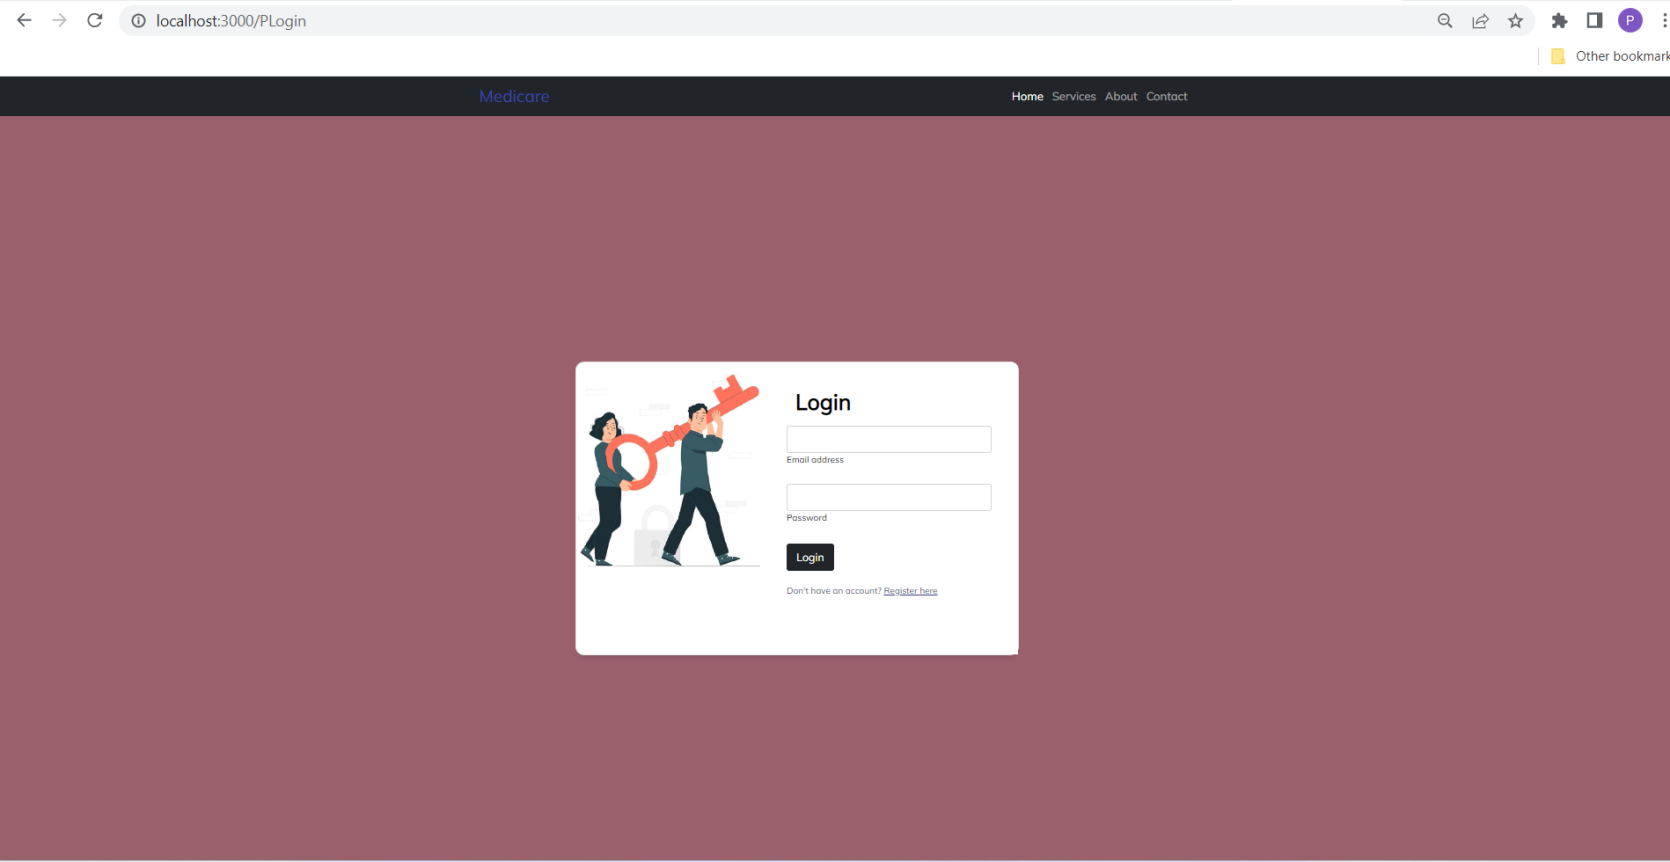 localhost:3000/PLogin
P
Other bookmark
Medicare Home Services About Contact
Login
Email address
Password
Login
Don't have an account? Register here